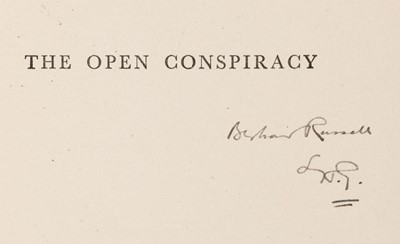 THE OPEN CONSPIRACY
Bertrand Russell
H.G.